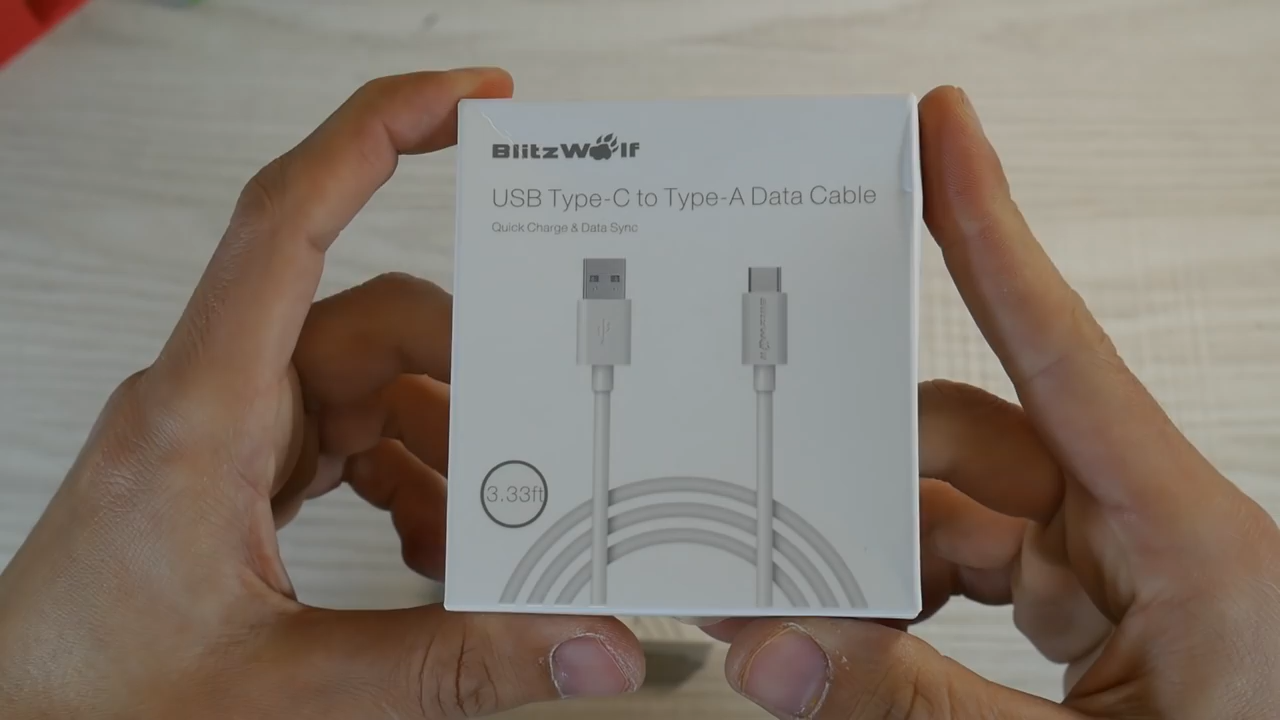 BlitzWolf
USB Type-C to Type-A Data Cable
Quick Charge & Data Sync
3.33ft